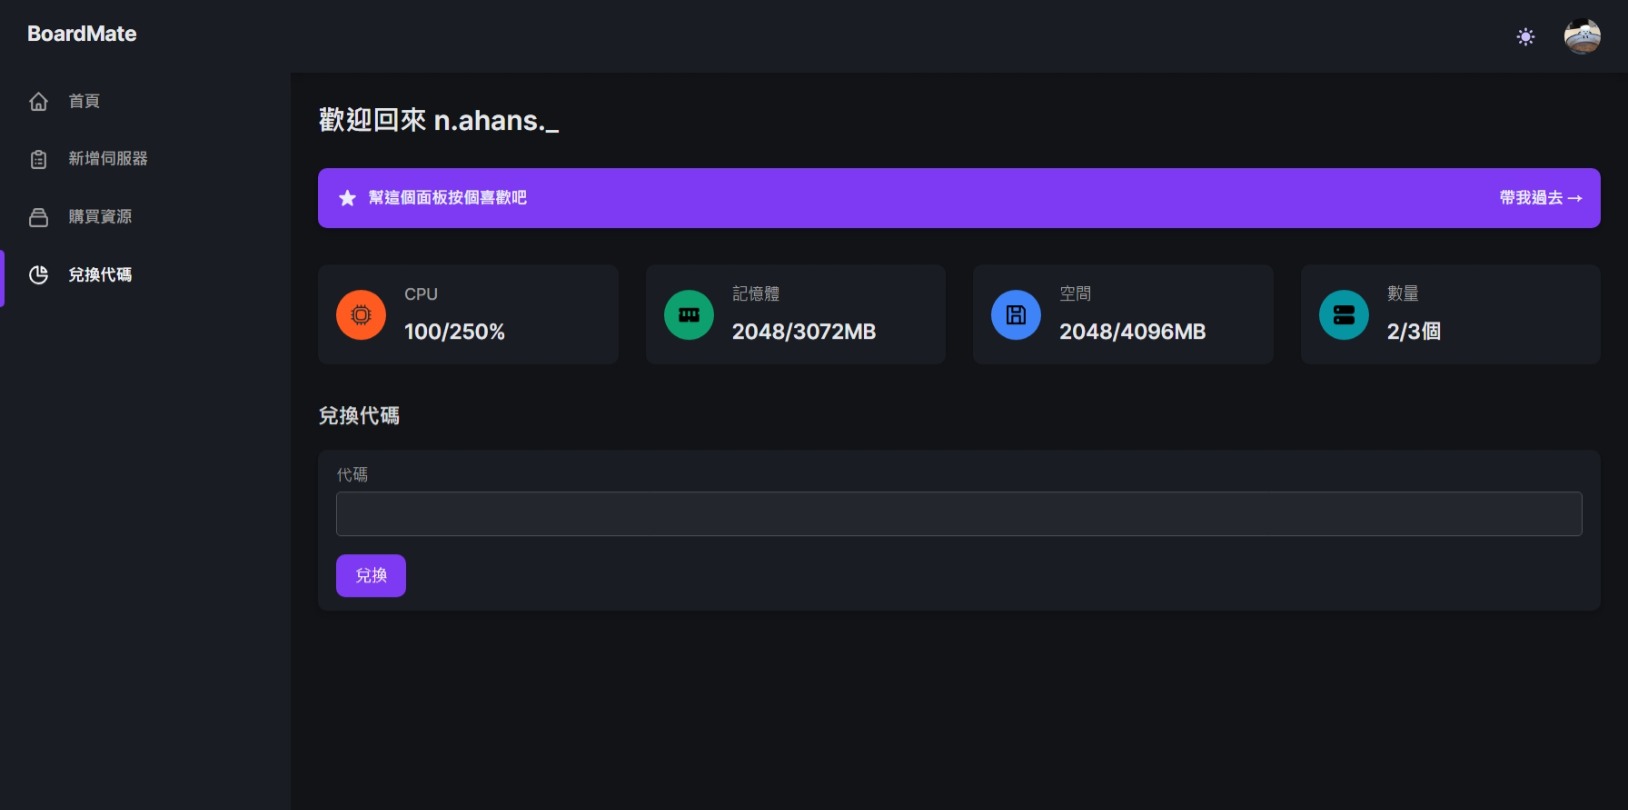 BoardMate
首頁
新增伺服器
購買資源
兌換代碼
歡迎回來 n.ahans._
幫這個面板按個喜歡吧
帶我過去 →
CPU
100/250%
記憶體
2048/3072MB
空間
2048/4096MB
數量
2/3個
兌換代碼
代碼
兌換